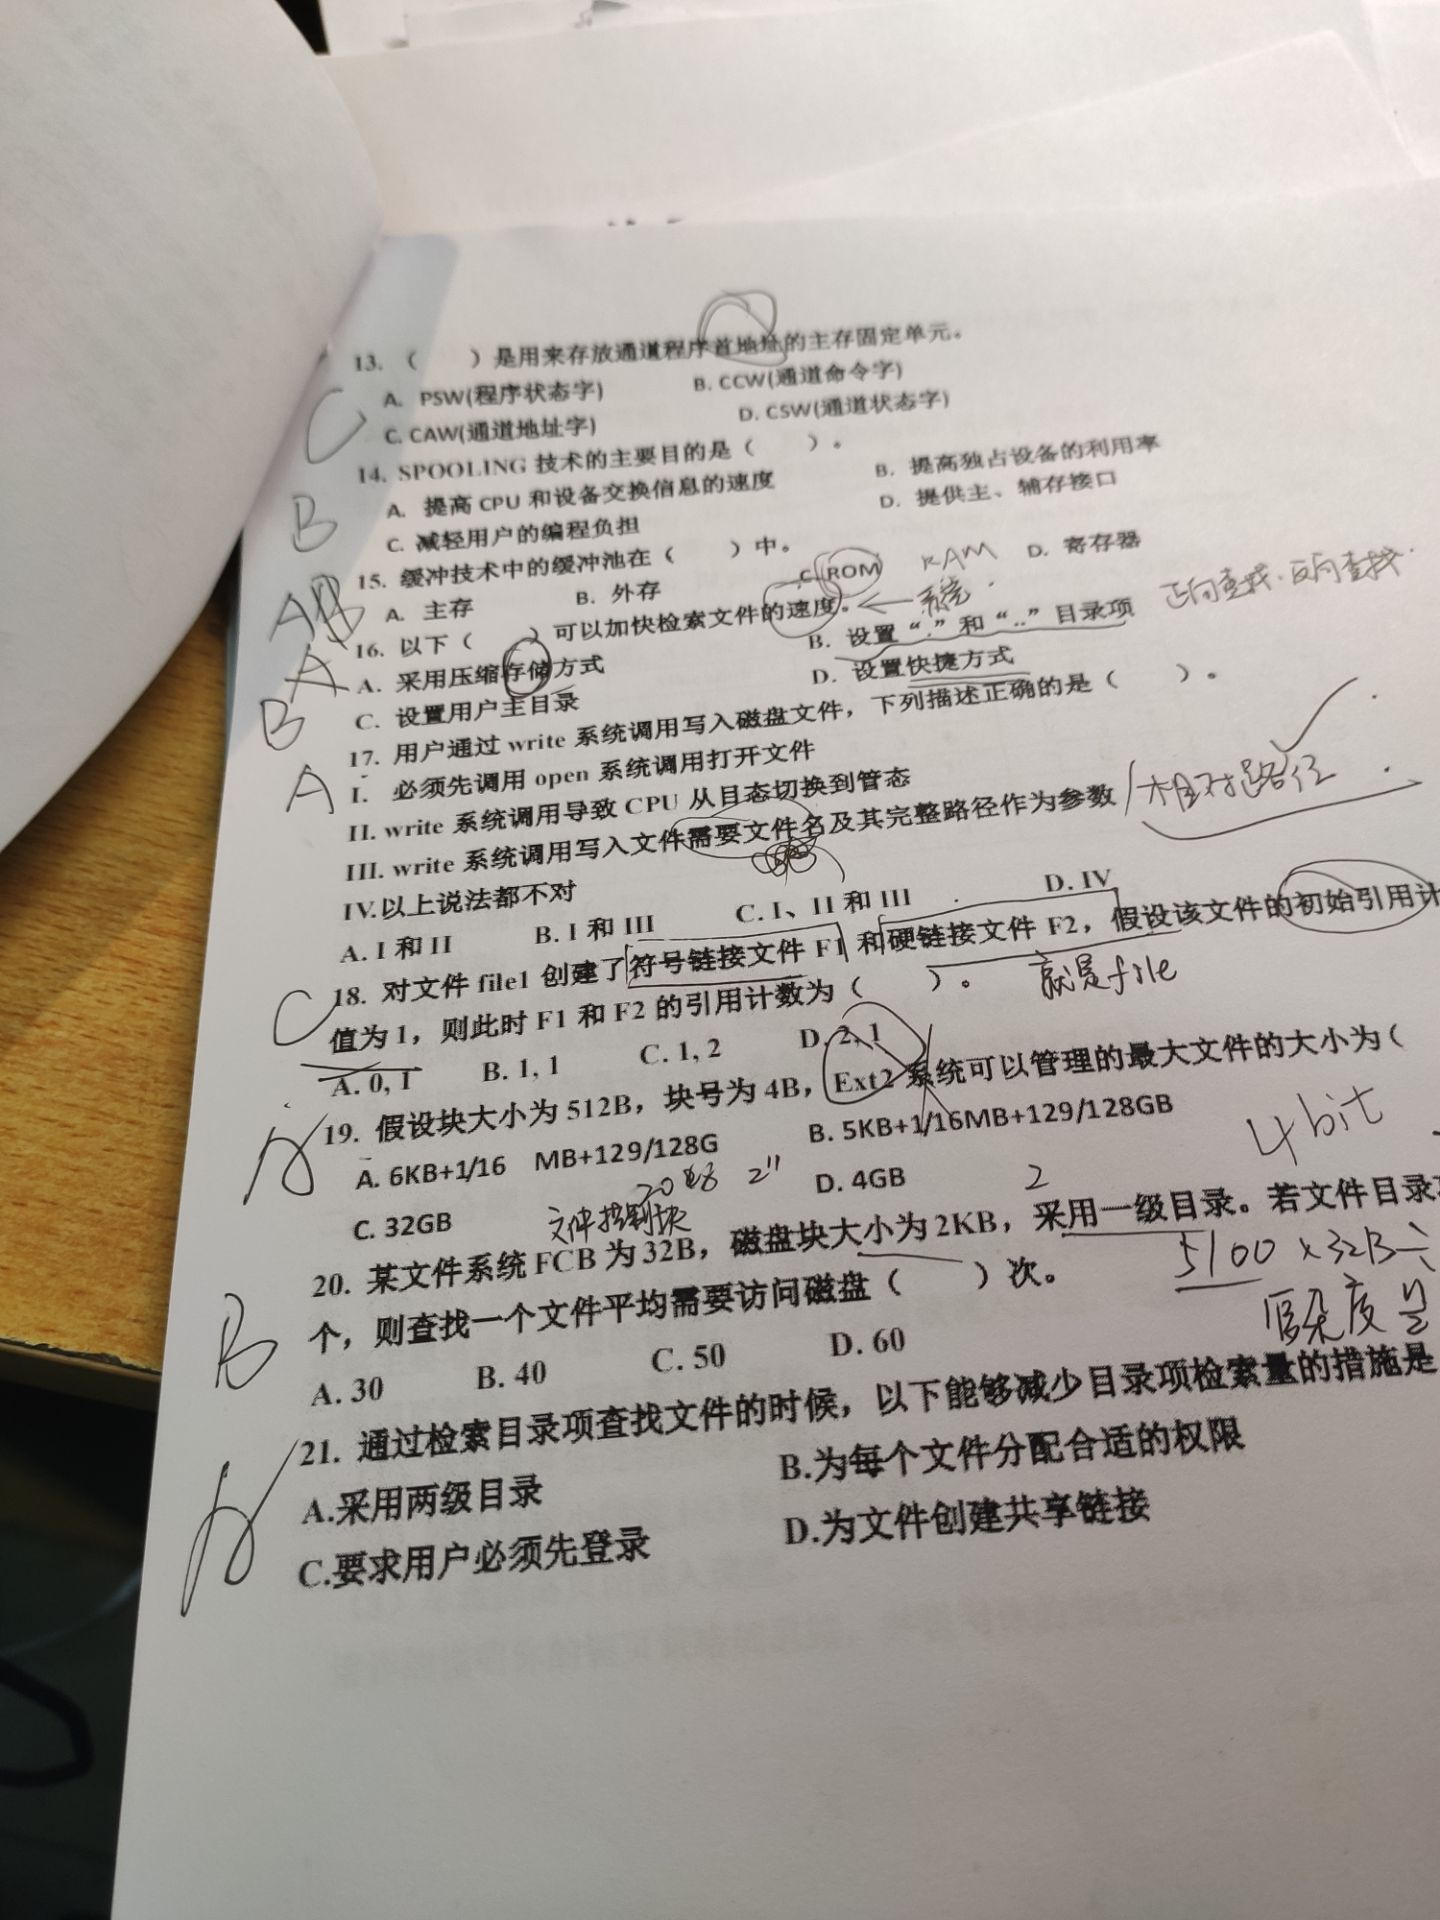 13. （ ）是用来存放通道程序首地址的主存固定单元。
A. PSW(程序状态字) B. CCW(通道命令字)
C C. CAW(通道地址字) D. CSW(通道状态字)
14. SPOOLING 技术的主要目的是（ ）。
A. 提高 CPU 和设备交换信息的速度 B. 提高独占设备的利用率
B C. 减轻用户的编程负担 D. 提供主、辅存接口
15. 缓冲技术中的缓冲池在（ ）中。
A. 主存 B. 外存 C. ROM RAM D. 寄存器
AB 16. 以下（ ）可以加快检索文件的速度。 ← 系统 正向查找.反向查找.
A A. 采用压缩存储方式 B. 设置“.”和“..”目录项
B C. 设置用户主目录 D. 设置快捷方式
17. 用户通过 write 系统调用写入磁盘文件，下列描述正确的是（ ）。
A I. 必须先调用 open 系统调用打开文件
II. write 系统调用导致 CPU 从目态切换到管态
III. write 系统调用写入文件需要文件名及其完整路径作为参数 / 相对路径
IV.以上说法都不对
A. I 和 II B. I 和 III C. I、II 和 III D. IV
18. 对文件 file1 创建了符号链接文件 F1 和硬链接文件 F2，假设该文件的初始引用计
C 值为 1，则此时 F1 和 F2 的引用计数为（ ）。 就是file
A. 0, 1 B. 1, 1 C. 1, 2 D. 2, 1
19. 假设块大小为 512B，块号为 4B，Ext2 系统可以管理的最大文件的大小为（
A A. 6KB+1/16 MB+129/128G B. 5KB+1/16MB+129/128GB 4bit
C. 32GB D. 4GB
文件控制块 2
20. 某文件系统 FCB 为 32B，磁盘块大小为 2KB，采用一级目录。若文件目录
5100 × 32B
B 个，则查找一个文件平均需要访问磁盘（ ）次。
A. 30 B. 40 C. 50 D. 60
21. 通过检索目录项查找文件的时候，以下能够减少目录项检索量的措施是
A A.采用两级目录 B.为每个文件分配合适的权限
C.要求用户必须先登录 D.为文件创建共享链接